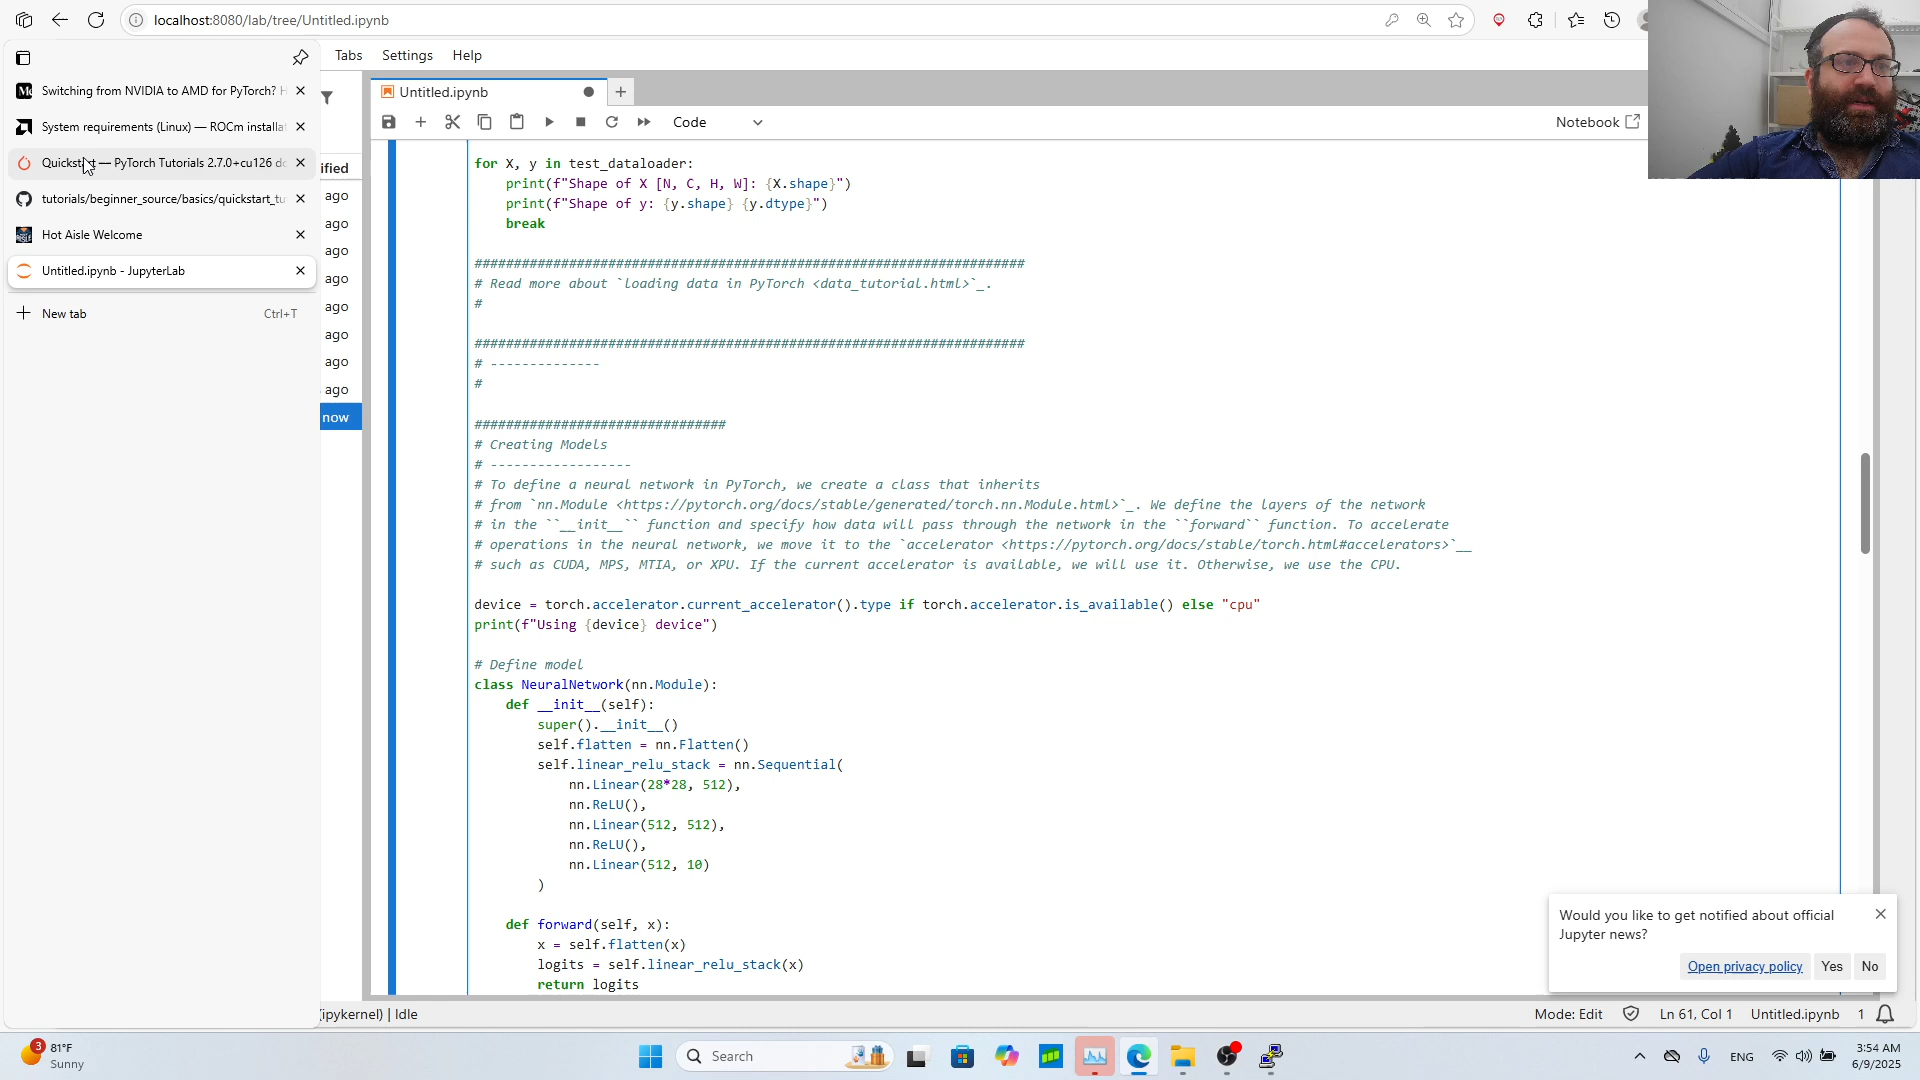 localhost:8080/lab/tree/Untitled.ipynb
Tabs Settings Help
Switching from NVIDIA to AMD for PyTorch? H
System requirements (Linux) — ROCm installat
Quickstart — PyTorch Tutorials 2.7.0+cu126 do
tutorials/beginner_source/basics/quickstart_tu
Hot Aisle Welcome
Untitled.ipynb - JupyterLab
New tab Ctrl+T
ified
ago
ago
ago
ago
ago
ago
ago
ago
now
Untitled.ipynb
Code
Notebook
for X, y in test_dataloader:
print(f"Shape of X [N, C, H, W]: {X.shape}")
print(f"Shape of y: {y.shape} {y.dtype}")
break
######################################################################
# Read more about `loading data in PyTorch <data_tutorial.html>`_.
#
######################################################################
# --------------
#
################################
# Creating Models
# ------------------
# To define a neural network in PyTorch, we create a class that inherits
# from `nn.Module <https://pytorch.org/docs/stable/generated/torch.nn.Module.html>`_. We define the layers of the network
# in the ``__init__`` function and specify how data will pass through the network in the ``forward`` function. To accelerate
# operations in the neural network, we move it to the `accelerator <https://pytorch.org/docs/stable/torch.html#accelerators>`__
# such as CUDA, MPS, MTIA, or XPU. If the current accelerator is available, we will use it. Otherwise, we use the CPU.
device = torch.accelerator.current_accelerator().type if torch.accelerator.is_available() else "cpu"
print(f"Using {device} device")
# Define model
class NeuralNetwork(nn.Module):
def __init__(self):
super().__init__()
self.flatten = nn.Flatten()
self.linear_relu_stack = nn.Sequential(
nn.Linear(28*28, 512),
nn.ReLU(),
nn.Linear(512, 512),
nn.ReLU(),
nn.Linear(512, 10)
)
def forward(self, x):
x = self.flatten(x)
logits = self.linear_relu_stack(x)
return logits
Would you like to get notified about official
Jupyter news?
Open privacy policy Yes No
(ipykernel) | Idle
Mode: Edit Ln 61, Col 1 Untitled.ipynb 1
3
81°F
Sunny
Search
ENG
3:54 AM
6/9/2025